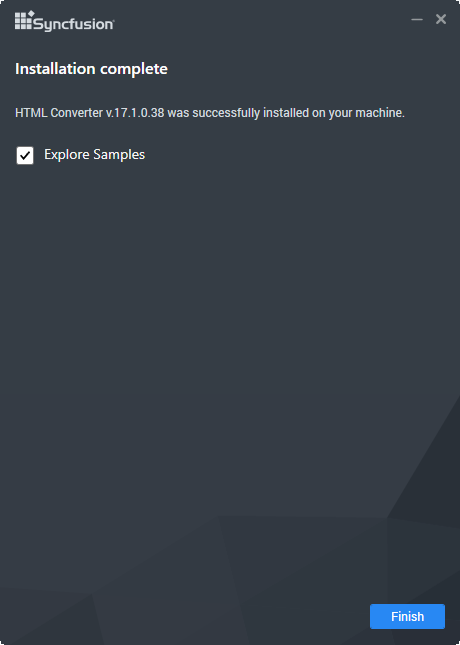 Syncfusion
Installation complete
HTML Converter v.17.1.0.38 was successfully installed on your machine.
Explore Samples
Finish